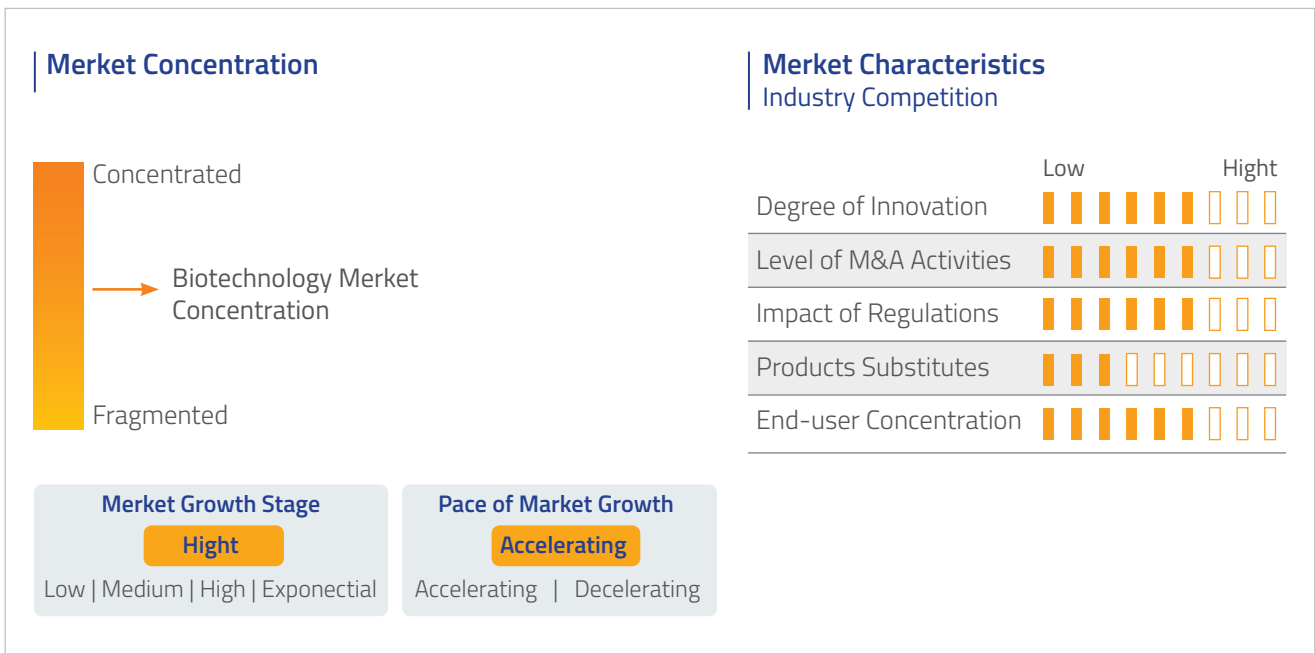 Merket Concentration
Concentrated
Biotechnology Market
Concentration
Fragmented
Merket Characteristics
Industry Competition
Low Hight
Degree of Innovation
Level of M&A Activities
Impact of Regulations
Products Substitutes
End-user Concentration
Merket Growth Stage
Hight
Low | Medium | High | Exponectial
Pace of Market Growth
Accelerating
Accelerating | Decelerating